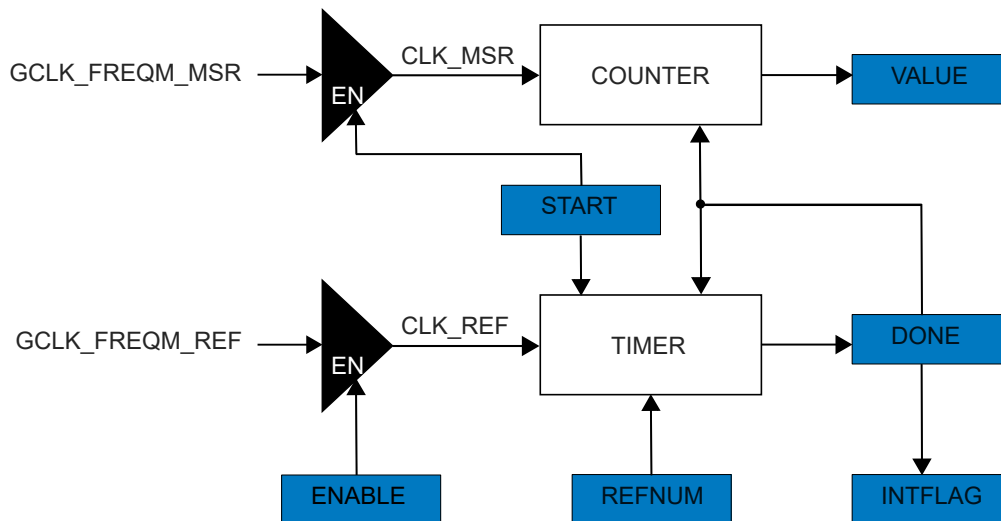 CLK_MSR
GCLK_FREQM_MSR
COUNTER
VALUE
EN
START
CLK_REF
GCLK_FREQM_REF
TIMER
DONE
EN
ENABLE
REFNUM
INTFLAG